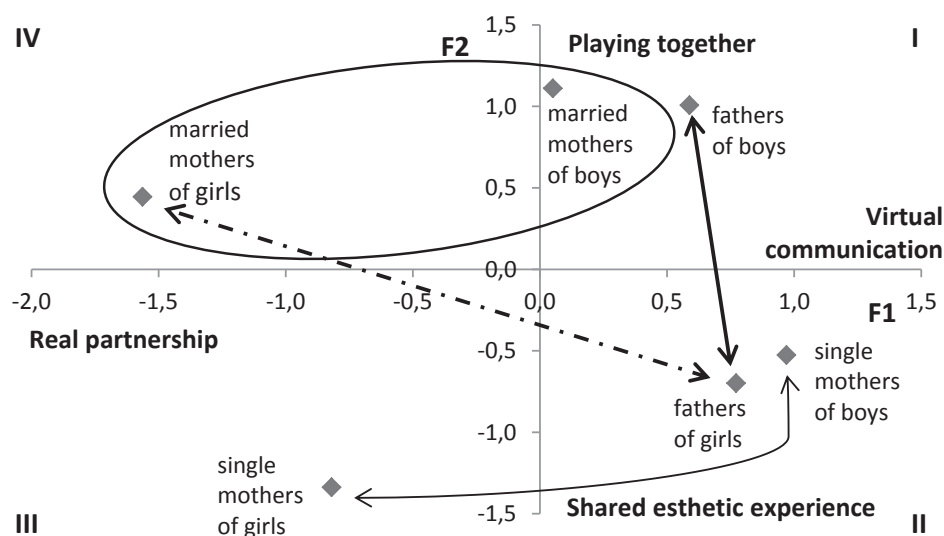 IV
1,5
Playing together
I
F2
married
mothers
of girls
1,0
married
mothers
of boys
fathers
of boys
0,5
Virtual
communication
0,0
-2,0
-1,5
-1,0
-0,5
0,0
0,5
1,0
1,5
F1
Real partnership
-0,5
single
mothers
of boys
fathers
of girls
-1,0
single
mothers
of girls
-1,5
Shared esthetic experience
III
II